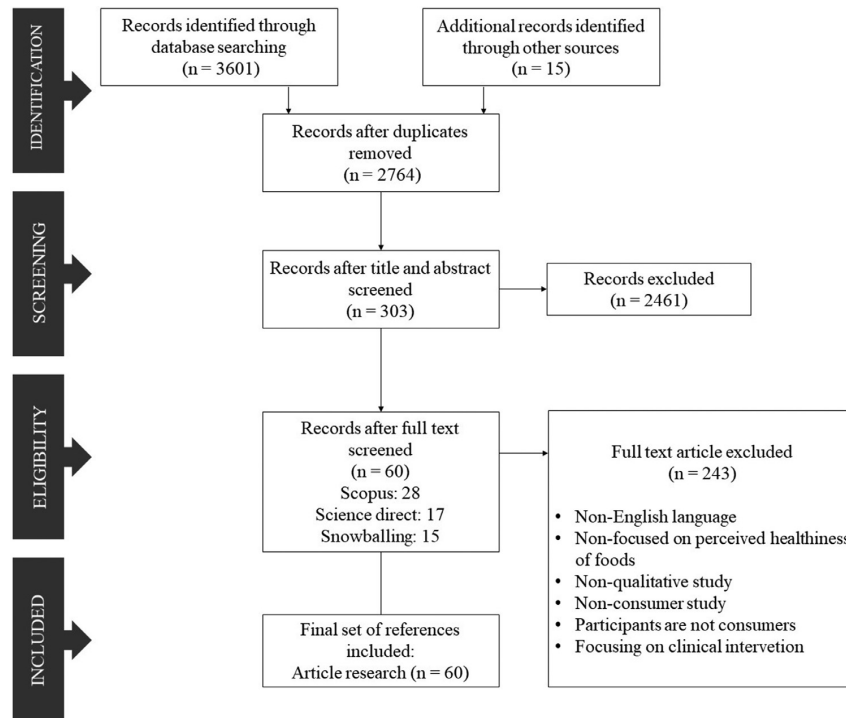 IDENTIFICATION
Records identified through
database searching
(n = 3601)
Additional records identified
through other sources
(n = 15)
Records after duplicates
removed
(n = 2764)
SCREENING
Records after title and abstract
screened
(n = 303)
Records excluded
(n = 2461)
ELIGIBILITY
Records after full text
screened
(n = 60)
Scopus: 28
Science direct: 17
Snowballing: 15
Full text article excluded
(n = 243)
• Non-English language
• Non-focused on perceived healthiness
of foods
• Non-qualitative study
• Non-consumer study
• Participants are not consumers
• Focusing on clinical intervetion
INCLUDED
Final set of references
included:
Article research (n = 60)